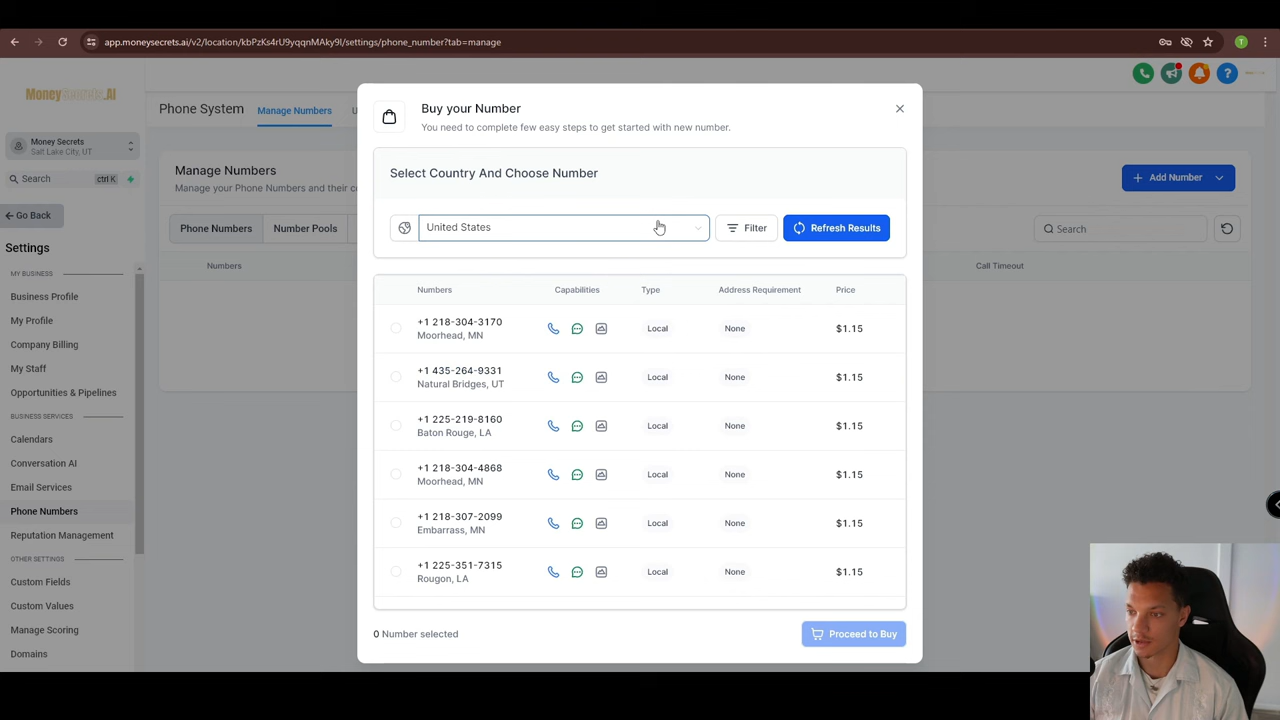 app.moneysecrets.ai/v2/location/kbPzKs4rU9yqqnMAky9I/settings/phone_number?tab=manage
T
MoneySecrets.AI
Money Secrets
Salt Lake City, UT
Search
ctrl K
Go Back
Settings
MY BUSINESS
Business Profile
My Profile
Company Billing
My Staff
Opportunities & Pipelines
BUSINESS SERVICES
Calendars
Conversation AI
Email Services
Phone Numbers
Reputation Management
OTHER SETTINGS
Custom Fields
Custom Values
Manage Scoring
Domains
Phone System
Manage Numbers
U
Manage Numbers
Manage your Phone Numbers and their co
Add Number
Phone Numbers
Number Pools
Search
Numbers
Call Timeout
Buy your Number
You need to complete few easy steps to get started with new number.
Select Country And Choose Number
United States
Filter
Refresh Results
Numbers Capabilities Type Address Requirement Price
+1 218-304-3170 Local None $1.15
Moorhead, MN
+1 435-264-9331 Local None $1.15
Natural Bridges, UT
+1 225-219-8160 Local None $1.15
Baton Rouge, LA
+1 218-304-4868 Local None $1.15
Moorhead, MN
+1 218-307-2099 Local None $1.15
Embarrass, MN
+1 225-351-7315 Local None $1.15
Rougon, LA
0 Number selected
Proceed to Buy